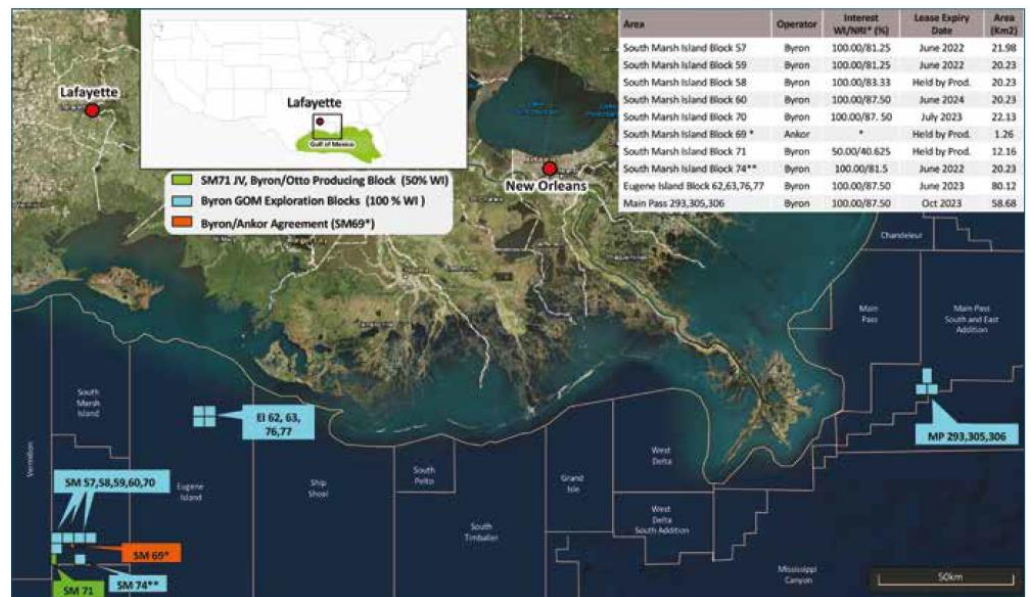 Area Operator Interest WI/NRI* (%) Lease Expiry Date Area (Km2)
South Marsh Island Block 57 Byron 100.00/81.25 June 2022 21.98
South Marsh Island Block 59 Byron 100.00/81.25 June 2022 20.23
South Marsh Island Block 58 Byron 100.00/83.33 Held by Prod. 20.23
South Marsh Island Block 60 Byron 100.00/87.50 June 2024 20.23
South Marsh Island Block 70 Byron 100.00/87. 50 July 2023 22.13
South Marsh Island Block 69 * Ankor * Held by Prod. 1.26
South Marsh Island Block 71 Byron 50.00/40.625 Held by Prod. 12.16
South Marsh Island Block 74** Byron 100.00/81.5 June 2022 20.23
Eugene Island Block 62,63,76,77 Byron 100.00/87.50 June 2023 80.12
Main Pass 293,305,306 Byron 100.00/87.50 Oct 2023 58.68
Lafayette
Lafayette
Gulf of Mexico
SM71 JV, Byron/Otto Producing Block (50% WI)
Byron GOM Exploration Blocks (100 % WI )
Byron/Ankor Agreement (SM69*)
New Orleans
Chandeleur
Main
Pass
Main Pass
South and East
Addition
South
Marsh
Island
EI 62, 63,
76,77
MP 293,305,306
Vermilion
SM 57,58,59,60,70
Eugene
Island
Ship
Shoal
South
Pelto
South
Timbalier
Grand
Isle
West
Delta
West
Delta
South Addition
SM 69*
SM 74**
SM 71
Mississippi
Canyon
50km